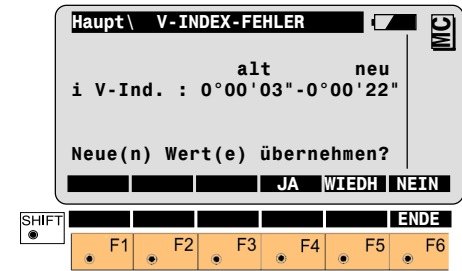 Haupt\ V-INDEX-FEHLER
MC
alt neu
i V-Ind. : 0°00'03"-0°00'22"
Neue(n) Wert(e) übernehmen?
JA WIEDH NEIN
SHIFT ENDE
F1 F2 F3 F4 F5 F6